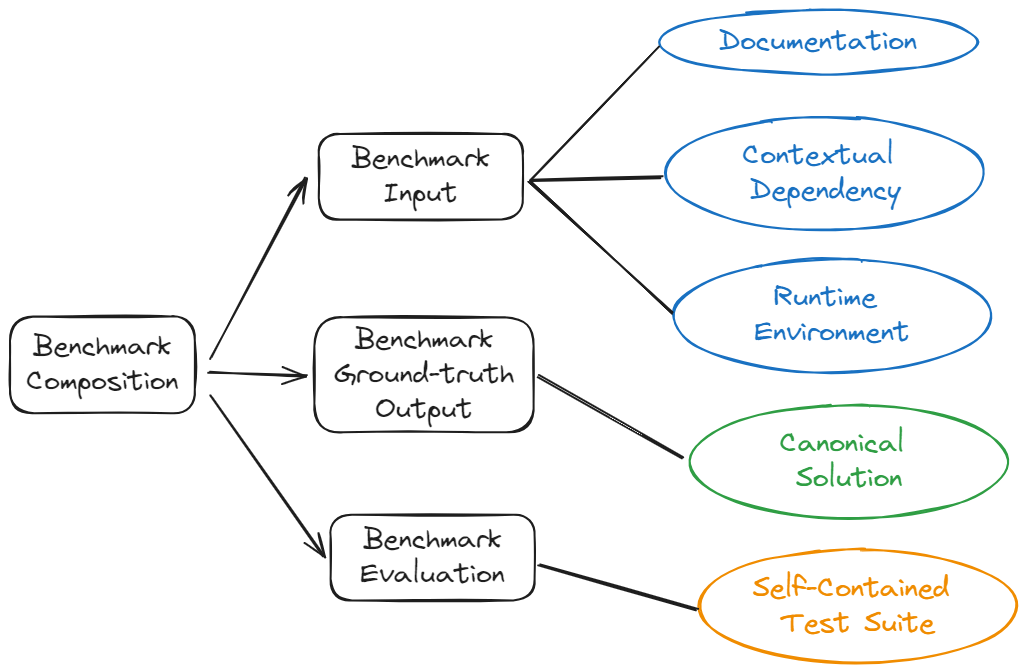 Documentation
Benchmark
Input
Contextual
Dependency
Runtime
Environment
Benchmark
Composition
Benchmark
Ground-truth
Output
Canonical
Solution
Benchmark
Evaluation
Self-Contained
Test Suite